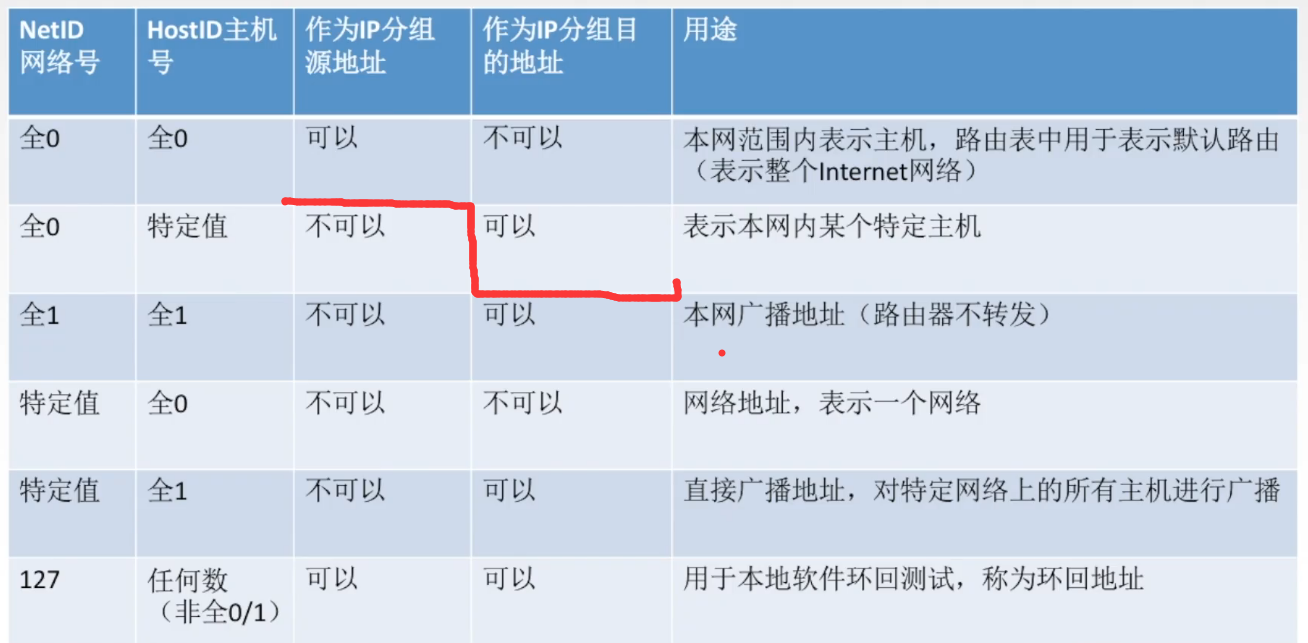 NetID
网络号
HostID主机
号
作为IP分组
源地址
作为IP分组目
的地址
用途
全0
全0
可以
不可以
本网范围内表示主机，路由表中用于表示默认路由
（表示整个Internet网络）
全0
特定值
不可以
可以
表示本网内某个特定主机
全1
全1
不可以
可以
本网广播地址（路由器不转发）
特定值
全0
不可以
不可以
网络地址，表示一个网络
特定值
全1
不可以
可以
直接广播地址，对特定网络上的所有主机进行广播
127
任何数
（非全0/1）
可以
可以
用于本地软件环回测试，称为环回地址